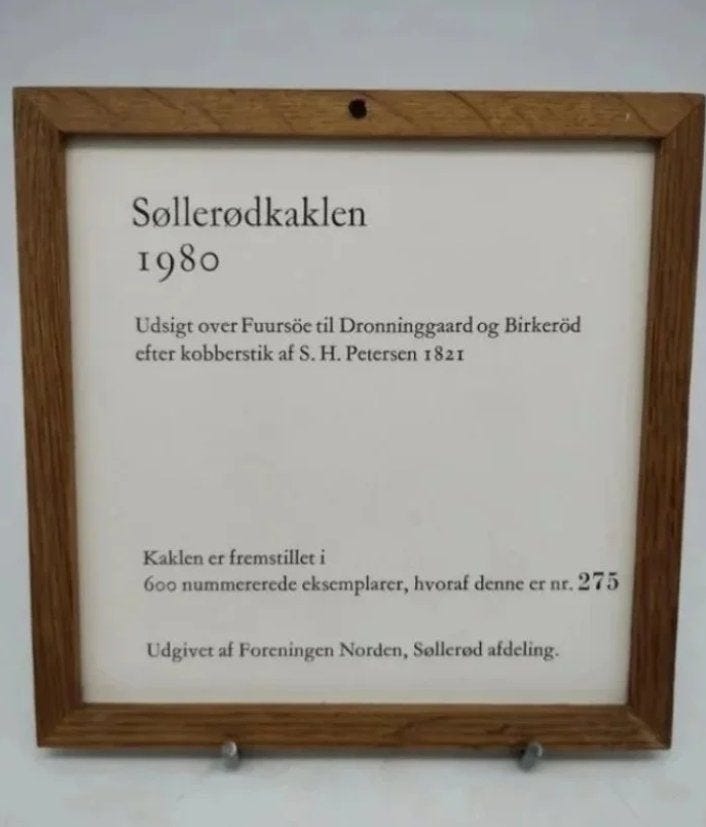 Søllerødkaklen
1980
Udsigt over Fuursöe til Dronninggaard og Birkeröd
efter kobberstik af S. H. Petersen 1821
Kaklen er fremstillet i
600 nummererede eksemplarer, hvoraf denne er nr. 275
Udgivet af Foreningen Norden, Søllerød afdeling.